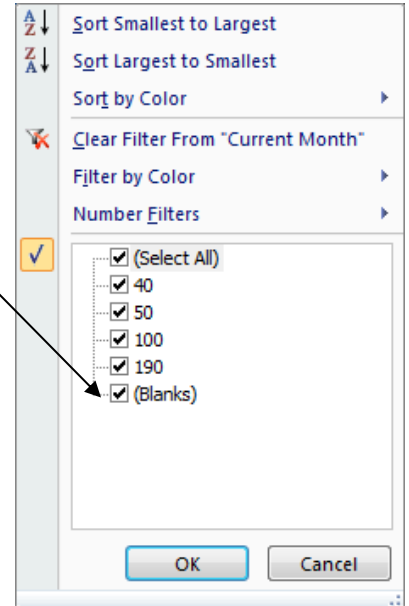 Sort Smallest to Largest
Sort Largest to Smallest
Sort by Color
Clear Filter From "Current Month"
Filter by Color
Number Filters
(Select All)
40
50
100
190
(Blanks)
OK Cancel